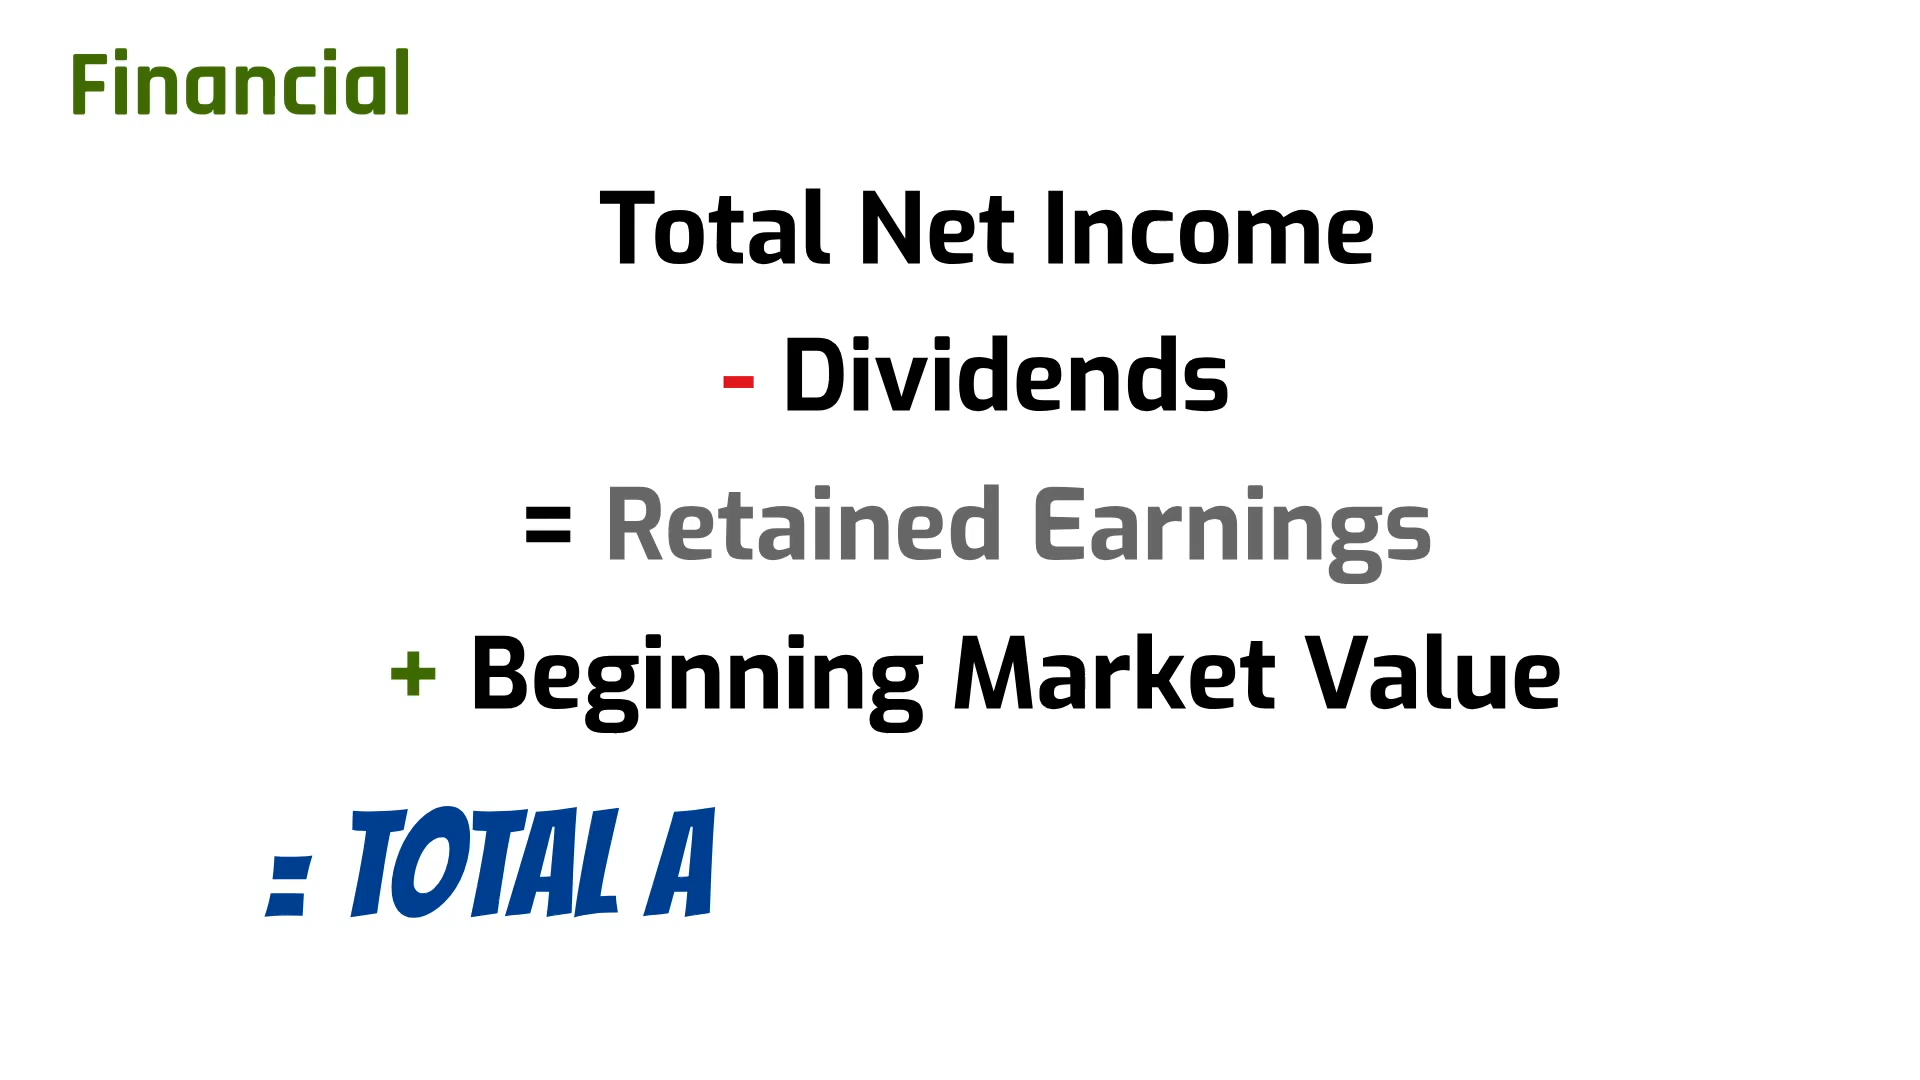 Financial
Total Net Income
- Dividends
= Retained Earnings
+ Beginning Market Value
= TOTAL A